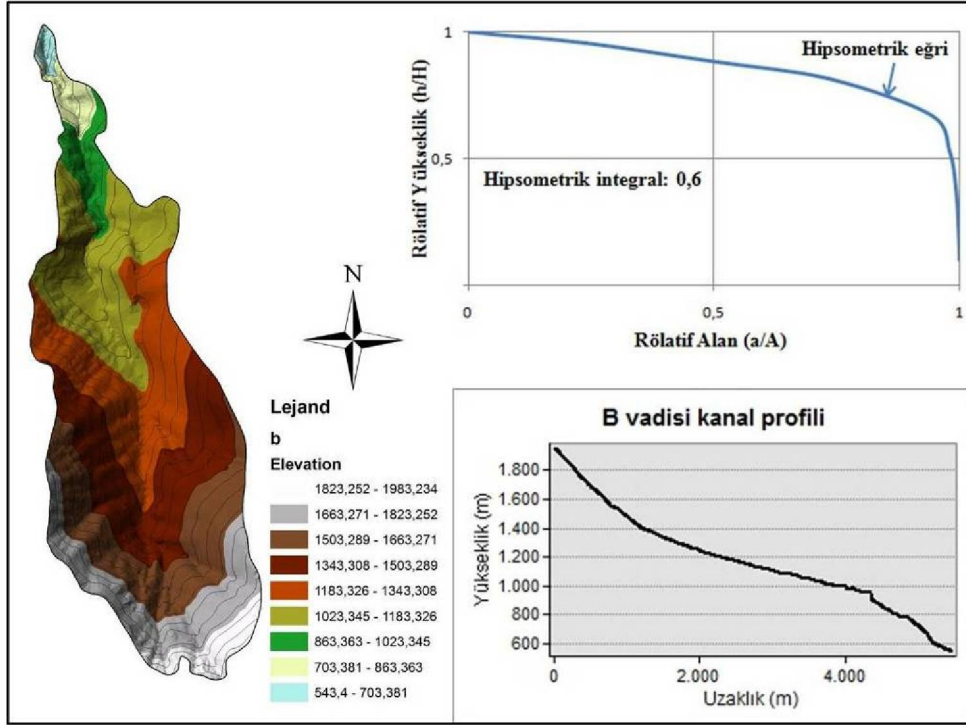 1
0,5
0
0,5
1
Rölatif Yükseklik (h/H)
Hipsometrik eğri
Hipsometrik integral: 0,6
Rölatif Alan (a/A)
N
Lejand
b
Elevation
1823,252 - 1983,234
1663,271 - 1823,252
1503,289 - 1663,271
1343,308 - 1503,289
1183,326 - 1343,308
1023,345 - 1183,326
863,363 - 1023,345
703,381 - 863,363
543,4 - 703,381
B vadisi kanal profili
Yükseklik (m)
1.800
1.600
1.400
1.200
1.000
800
600
0
2.000
4.000
Uzaklık (m)